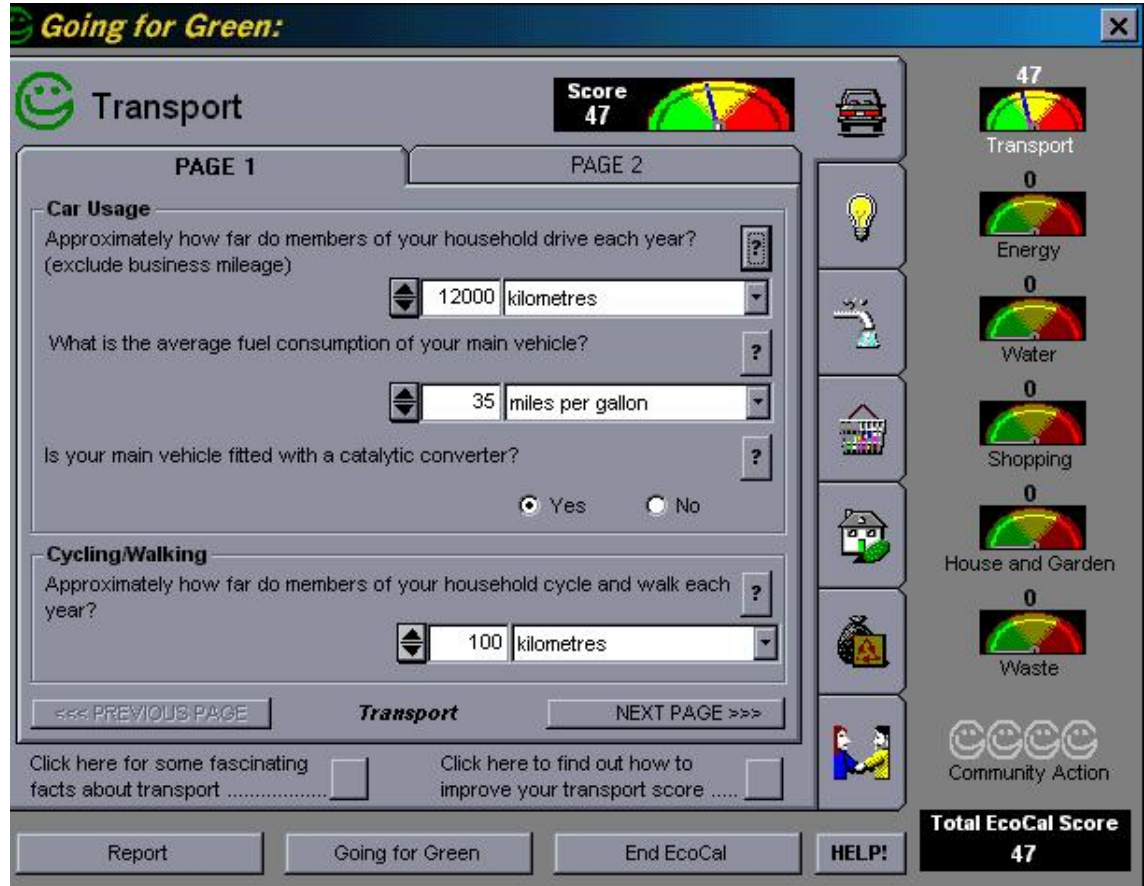 Going for Green:
Transport
Score
47
PAGE 1
PAGE 2
Car Usage
Approximately how far do members of your household drive each year?
(exclude business mileage)
?
12000 kilometres
What is the average fuel consumption of your main vehicle?
?
35 miles per gallon
Is your main vehicle fitted with a catalytic converter?
?
Yes
No
Cycling/Walking
Approximately how far do members of your household cycle and walk each
year?
?
100 kilometres
<<< PREVIOUS PAGE
Transport
NEXT PAGE >>>
Click here for some fascinating
facts about transport ..................
Click here to find out how to
improve your transport score .....
Report
Going for Green
End EcoCal
HELP!
47
Transport
0
Energy
0
Water
0
Shopping
0
House and Garden
0
Waste
Community Action
Total EcoCal Score
47